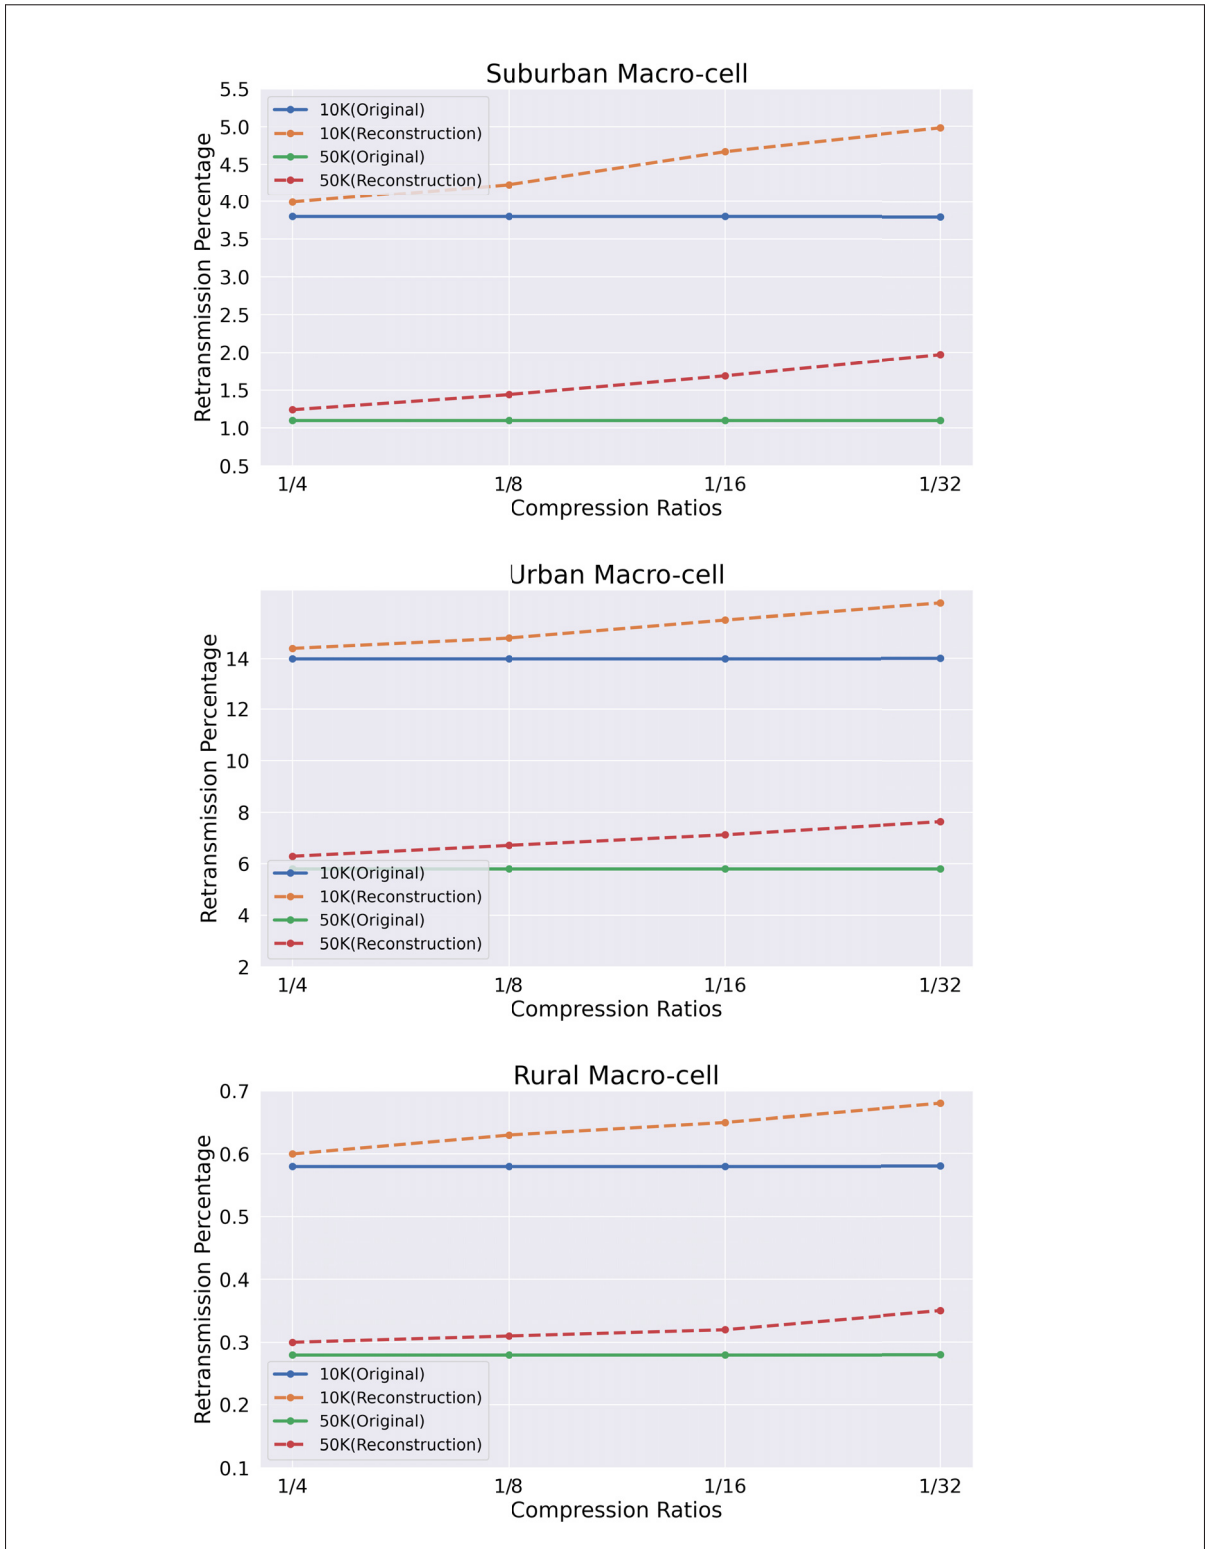 Suburban Macro-cell
5.5
5.0
4.5
4.0
3.5
3.0
2.5
2.0
1.5
1.0
0.5
Retransmission Percentage
10K(Original)
10K(Reconstruction)
50K(Original)
50K(Reconstruction)
1/4 1/8 1/16 1/32
Compression Ratios
Urban Macro-cell
14
12
10
8
6
4
2
Retransmission Percentage
10K(Original)
10K(Reconstruction)
50K(Original)
50K(Reconstruction)
1/4 1/8 1/16 1/32
Compression Ratios
Rural Macro-cell
0.7
0.6
0.5
0.4
0.3
0.2
0.1
Retransmission Percentage
10K(Original)
10K(Reconstruction)
50K(Original)
50K(Reconstruction)
1/4 1/8 1/16 1/32
Compression Ratios